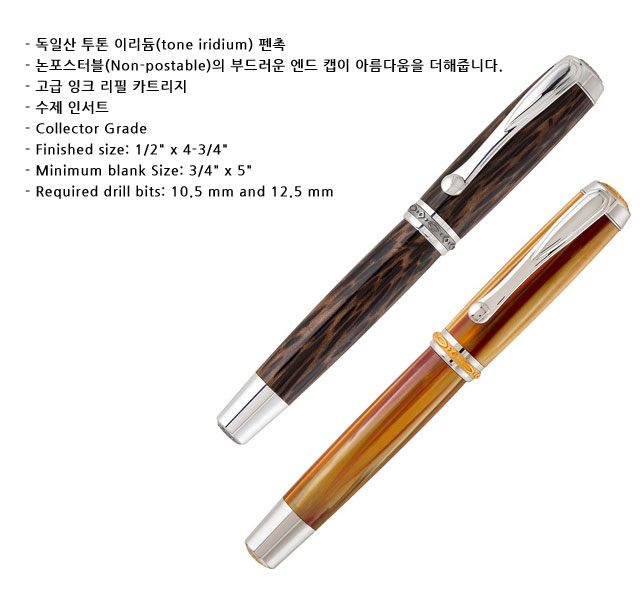 - 독일산 투톤 이리듐(tone iridium) 펜촉
- 논포스터블(Non-postable)의 부드러운 엔드 캡이 아름다움을 더해줍니다.
- 고급 잉크 리필 카트리지
- 수제 인서트
- Collector Grade
- Finished size: 1/2" x 4-3/4"
- Minimum blank Size: 3/4" x 5"
- Required drill bits: 10.5 mm and 12.5 mm